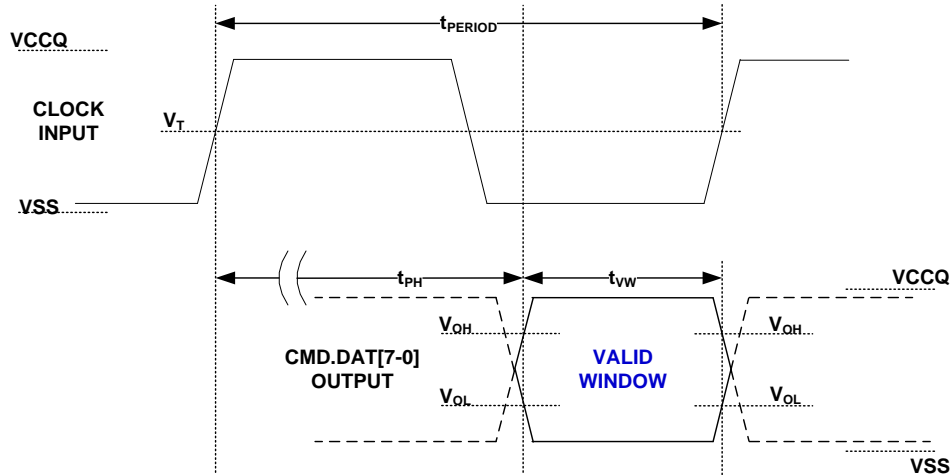 tPERIOD
VCCQ
CLOCK
INPUT
VT
VSS
tPH
tVW
VCCQ
VOH
VOH
CMD.DAT[7-0]
OUTPUT
VALID
WINDOW
VOL
VOL
VSS